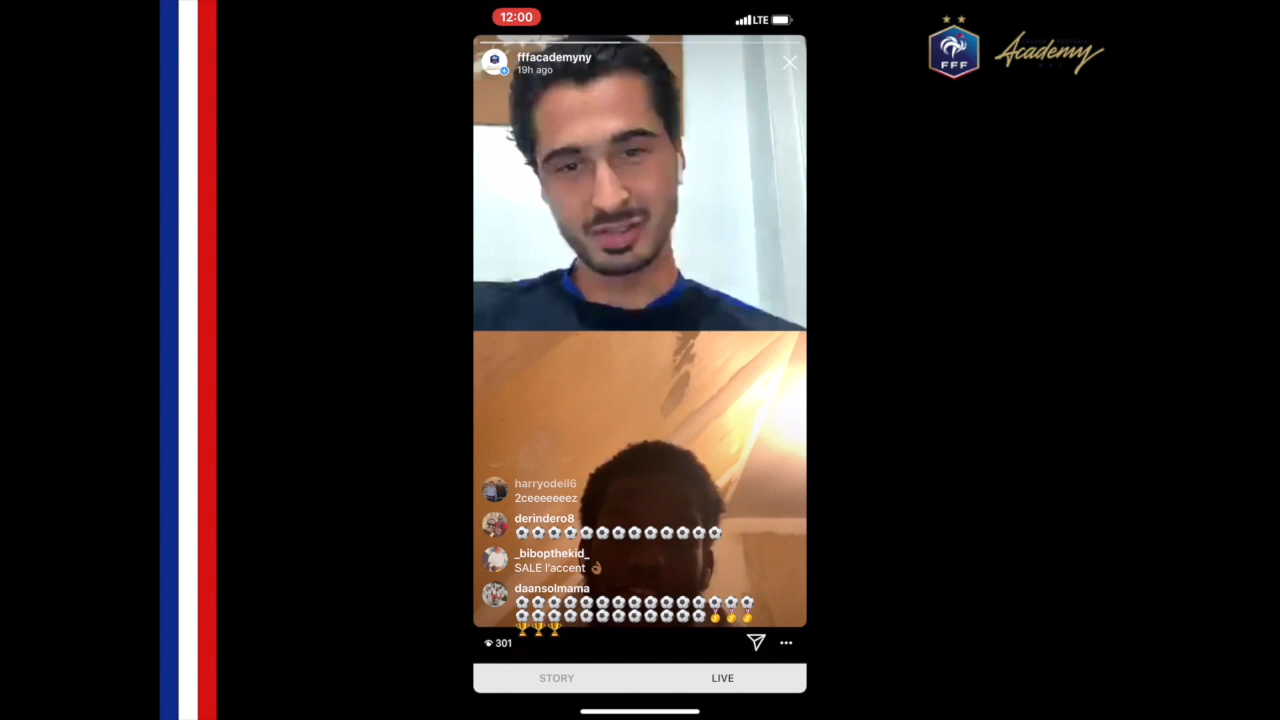 12:00
LTE
fffacademyny
19h ago
FFF
Academy
harryodell6
2ceeeeeeez
derindero8
⚽⚽⚽⚽⚽⚽⚽⚽⚽⚽⚽⚽⚽
_bibopthekid_
SALE l'accent 👌🏽
daansolmama
⚽⚽⚽⚽⚽⚽⚽⚽⚽⚽⚽⚽⚽⚽⚽
⚽⚽⚽⚽⚽⚽⚽⚽⚽⚽⚽⚽🏅🏅🏅
🏆🏆🏆
301
STORY
LIVE